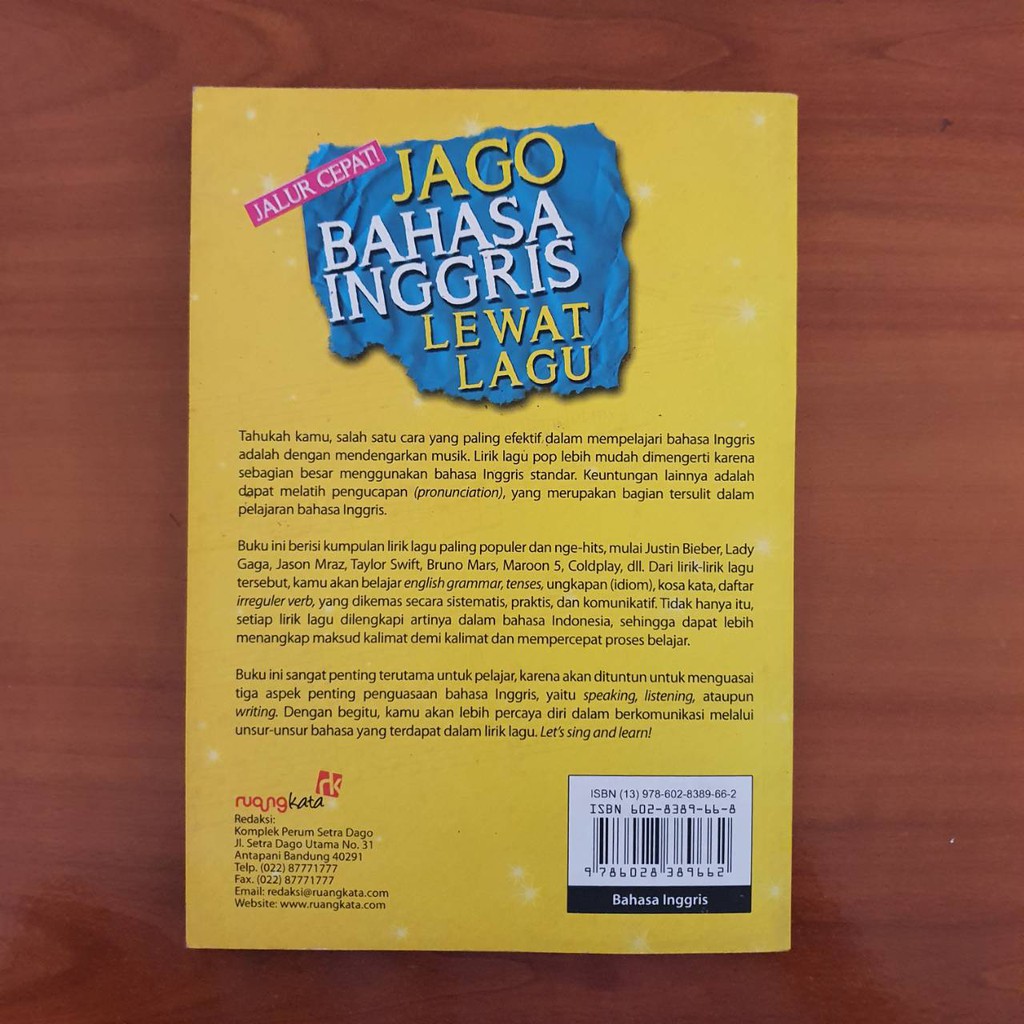 JALUR CEPAT!
JAGO
BAHASA
INGGRIS
LEWAT
LAGU
Tahukah kamu, salah satu cara yang paling efektif dalam mempelajari bahasa Inggris
adalah dengan mendengarkan musik. Lirik lagu pop lebih mudah dimengerti karena
sebagian besar menggunakan bahasa Inggris standar. Keuntungan lainnya adalah
dapat melatih pengucapan (pronunciation), yang merupakan bagian tersulit dalam
pelajaran bahasa Inggris.
Buku ini berisi kumpulan lirik lagu paling populer dan nge-hits, mulai Justin Bieber, Lady
Gaga, Jason Mraz, Taylor Swift, Bruno Mars, Maroon 5, Coldplay, dll. Dari lirik-lirik lagu
tersebut, kamu akan belajar english grammar, tenses, ungkapan (idiom), kosa kata, daftar
irreguler verb, yang dikemas secara sistematis, praktis, dan komunikatif. Tidak hanya itu,
setiap lirik lagu dilengkapi artinya dalam bahasa Indonesia, sehingga dapat lebih
menangkap maksud kalimat demi kalimat dan mempercepat proses belajar.
Buku ini sangat penting terutama untuk pelajar, karena akan dituntun untuk menguasai
tiga aspek penting penguasaan bahasa Inggris, yaitu speaking, listening, ataupun
writing. Dengan begitu, kamu akan lebih percaya diri dalam berkomunikasi melalui
unsur-unsur bahasa yang terdapat dalam lirik lagu. Let's sing and learn!
rk
ruangkata
Redaksi:
Komplek Perum Setra Dago
Jl. Setra Dago Utama No. 31
Antapani Bandung 40291
Telp. (022) 87771777
Fax. (022) 87771777
Email: redaksi@ruangkata.com
Website: www.ruangkata.com
ISBN (13) 978-602-8389-66-2
ISBN 602-8389-66-8
9 786028 389662
Bahasa Inggris